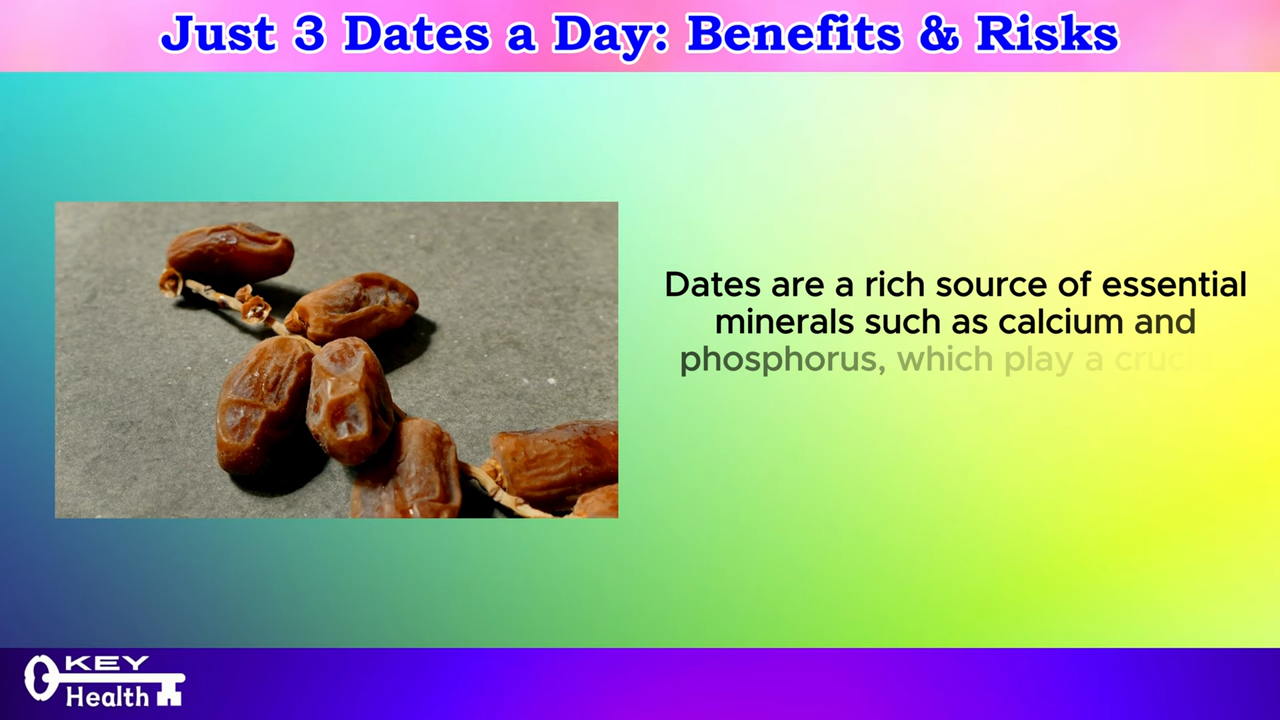 Just 3 Dates a Day: Benefits & Risks
Dates are a rich source of essential
minerals such as calcium and
phosphorus, which play a
KEY
Health